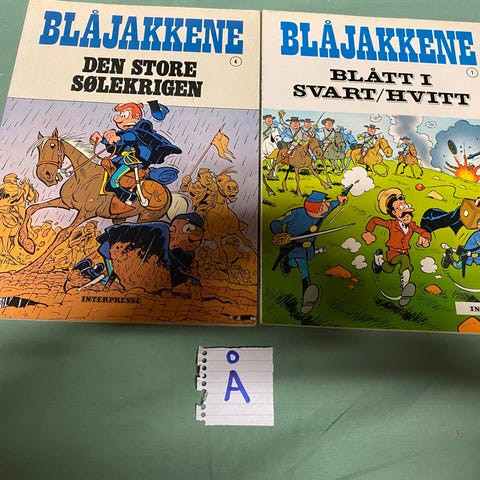 BLÅJAKKENE
4
DEN STORE
SØLEKRIGEN
INTERPRESSE
BLÅJAKKENE
1
BLÅTT I
SVART/HVITT
IN
Å